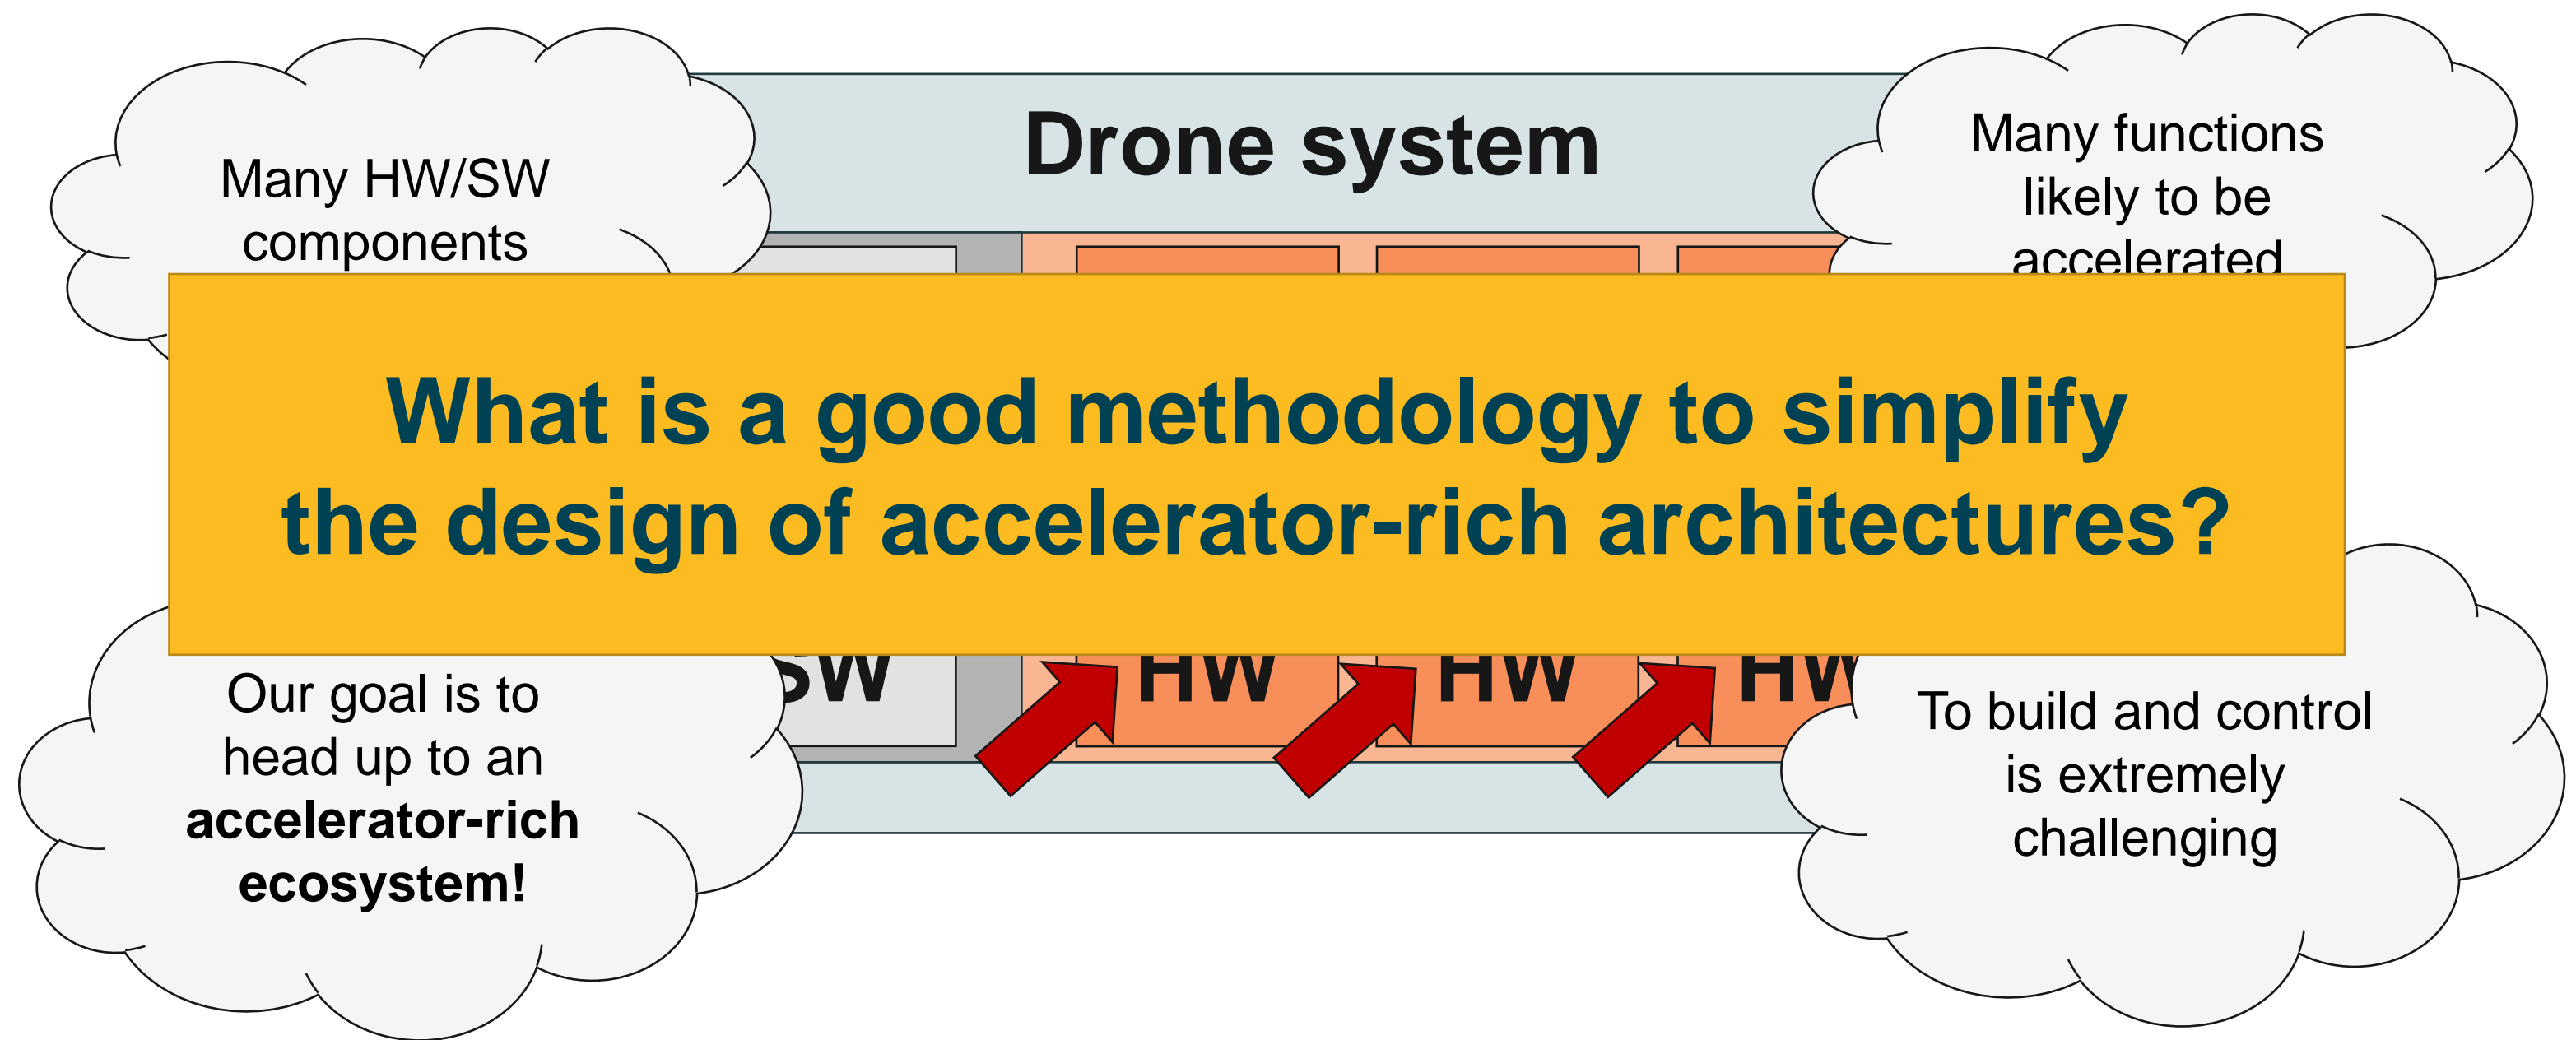 Drone system
Many HW/SW
components
Many functions
likely to be
accelerated
What is a good methodology to simplify
the design of accelerator-rich architectures?
SW
HW
HW
HW
Our goal is to
head up to an
accelerator-rich
ecosystem!
To build and control
is extremely
challenging